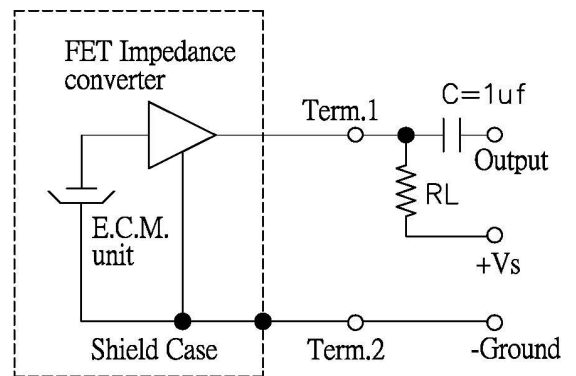 FET Impedance
converter
Term.1
C=1uf
Output
RL
+Vs
E.C.M.
unit
Shield Case
Term.2
-Ground